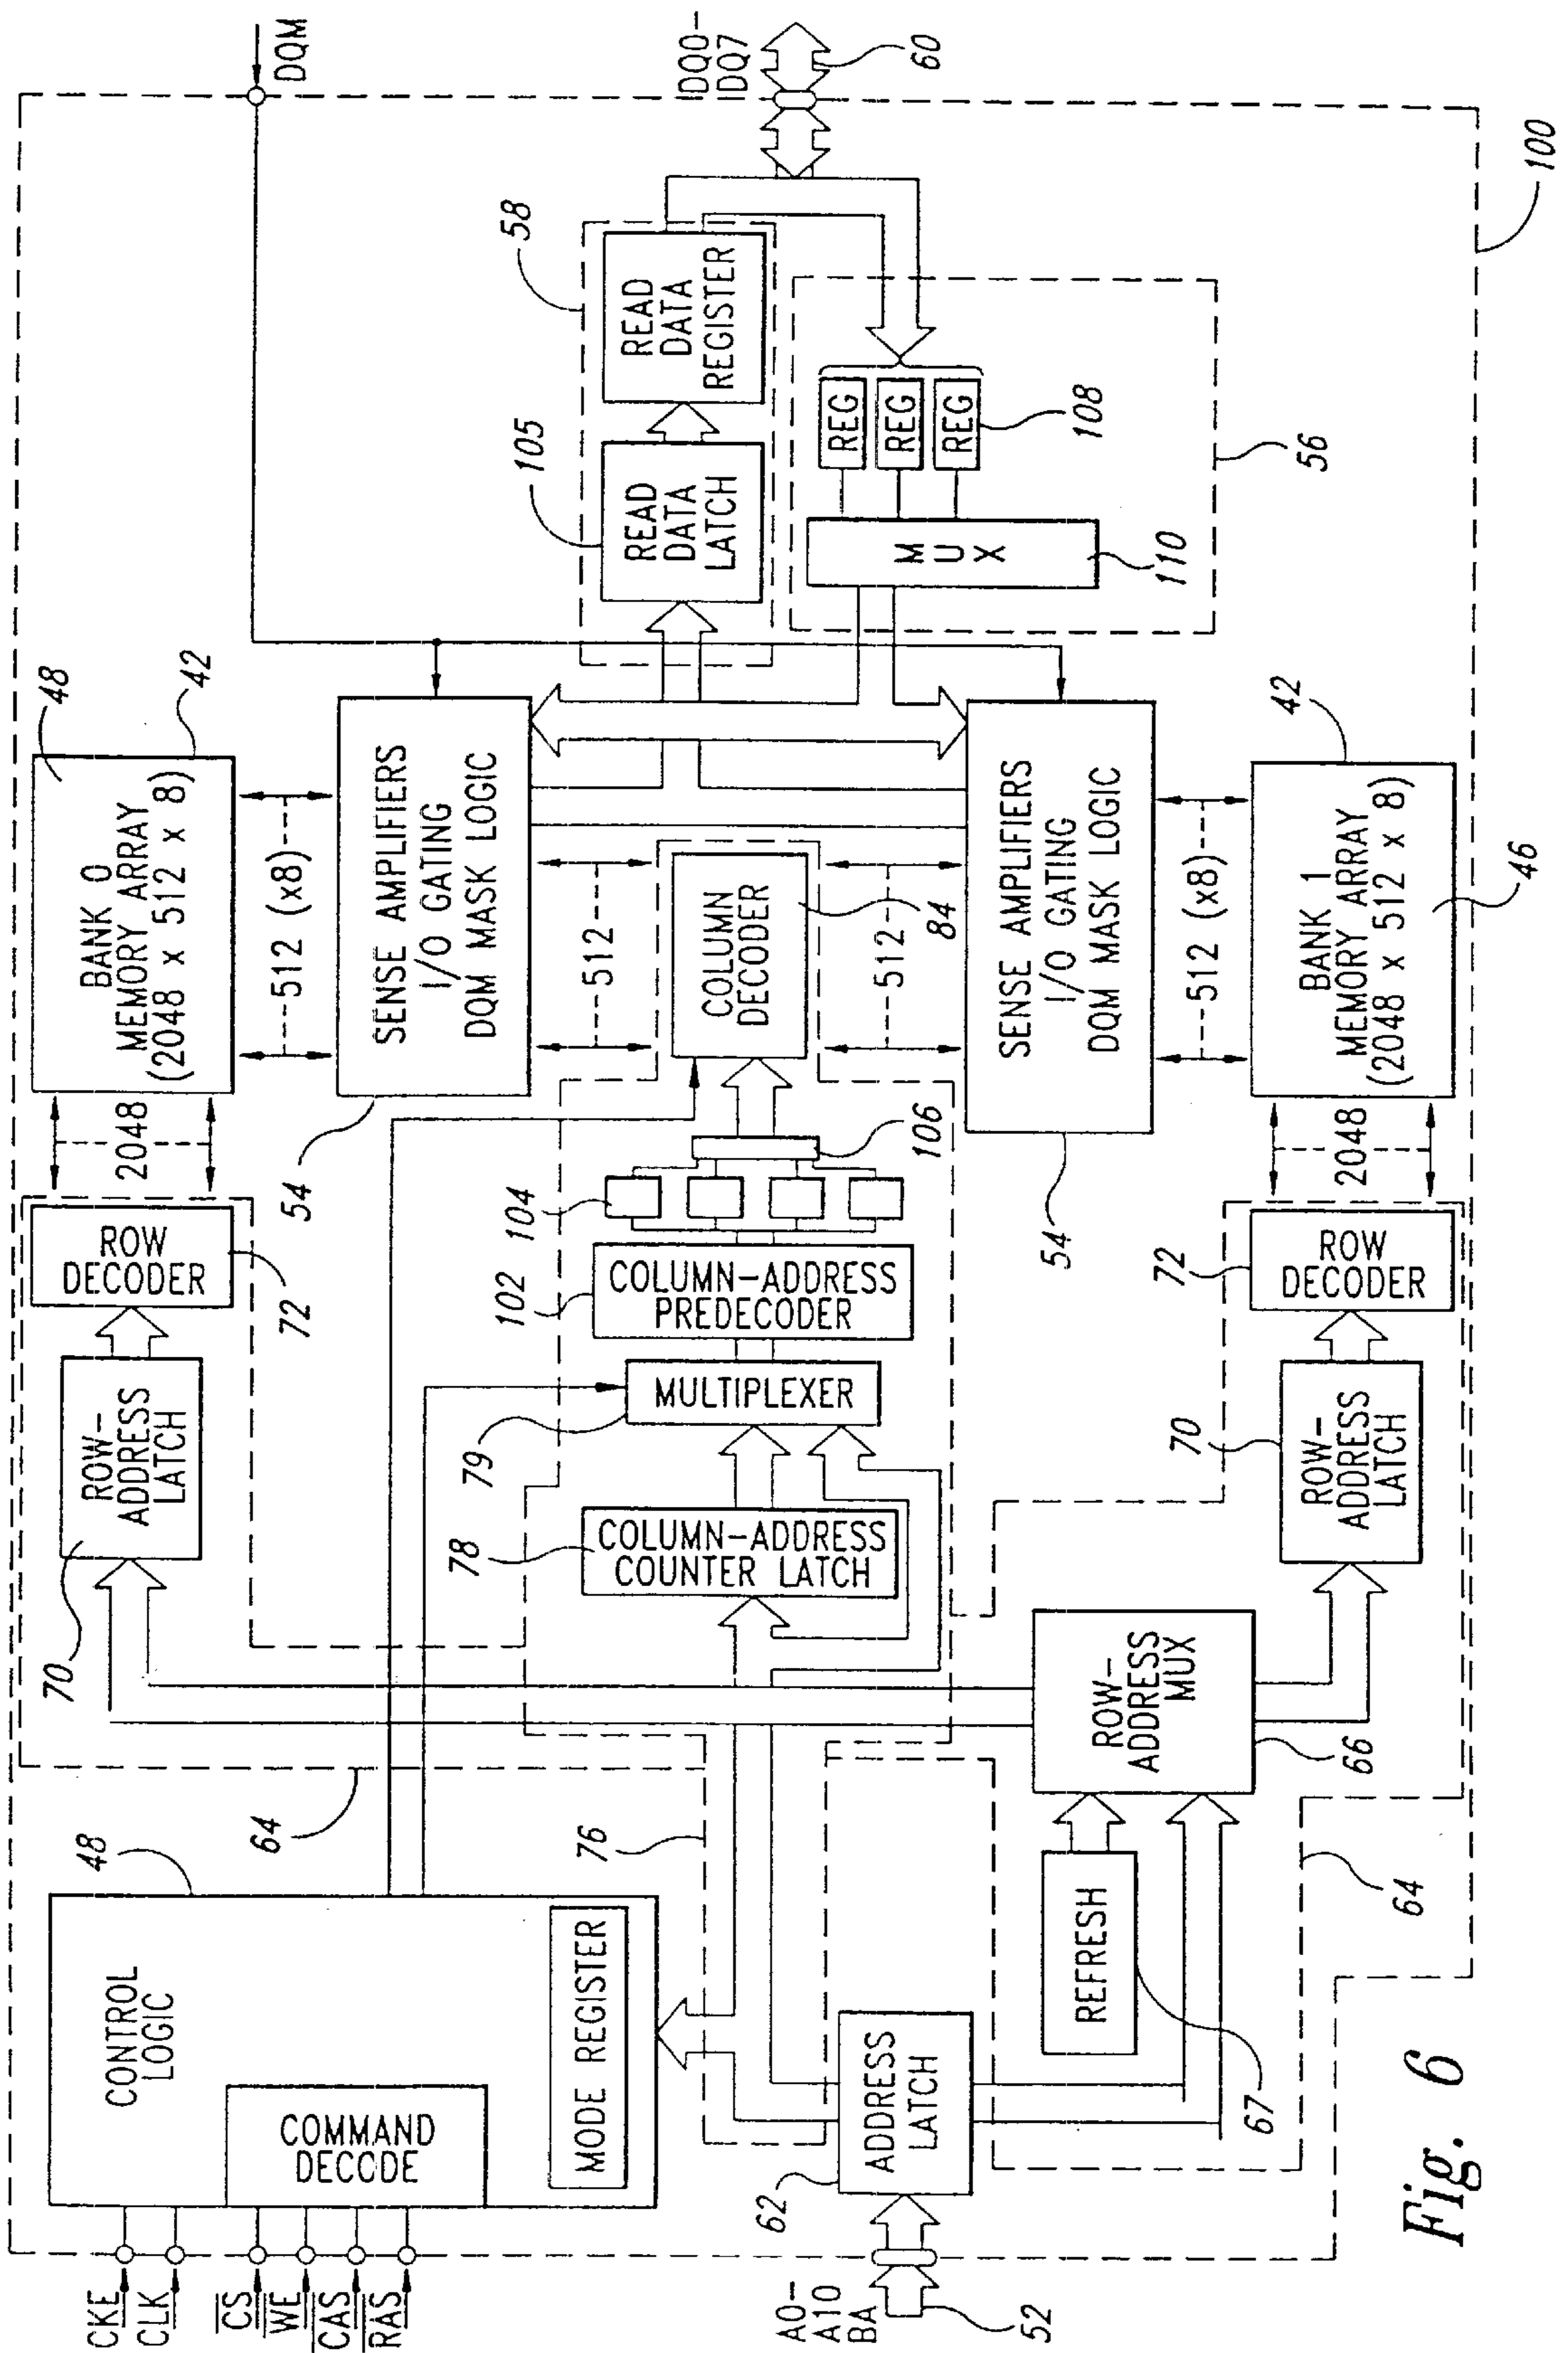 CKE
CLK
CS
WE
CAS
RAS
A0-
A10
BA
52
CONTROL
LOGIC
48
COMMAND
DECODE
MODE REGISTER
62
ADDRESS
LATCH
64
76
REFRESH
67
64
ROW-
ADDRESS
MUX
66
70
ROW-
ADDRESS
LATCH
ROW
DECODER
72
78
COLUMN-ADDRESS
COUNTER LATCH
79
MULTIPLEXER
102
COLUMN-ADDRESS
PREDECODER
104
106
70
ROW-
ADDRESS
LATCH
72
ROW
DECODER
2048
2048
BANK 0
MEMORY ARRAY
(2048 x 512 x 8)
48
42
512 (x8)
54
SENSE AMPLIFIERS
I/O GATING
DQM MASK LOGIC
512
COLUMN
DECODER
84
512
54
SENSE AMPLIFIERS
I/O GATING
DQM MASK LOGIC
512 (x8)
BANK 1
MEMORY ARRAY
(2048 x 512 x 8)
42
46
105
READ
DATA
LATCH
58
READ
DATA
REGISTER
MUX
110
REG
REG
REG
108
56
DQM
DQ0-
DQ7
60
100
Fig. 6